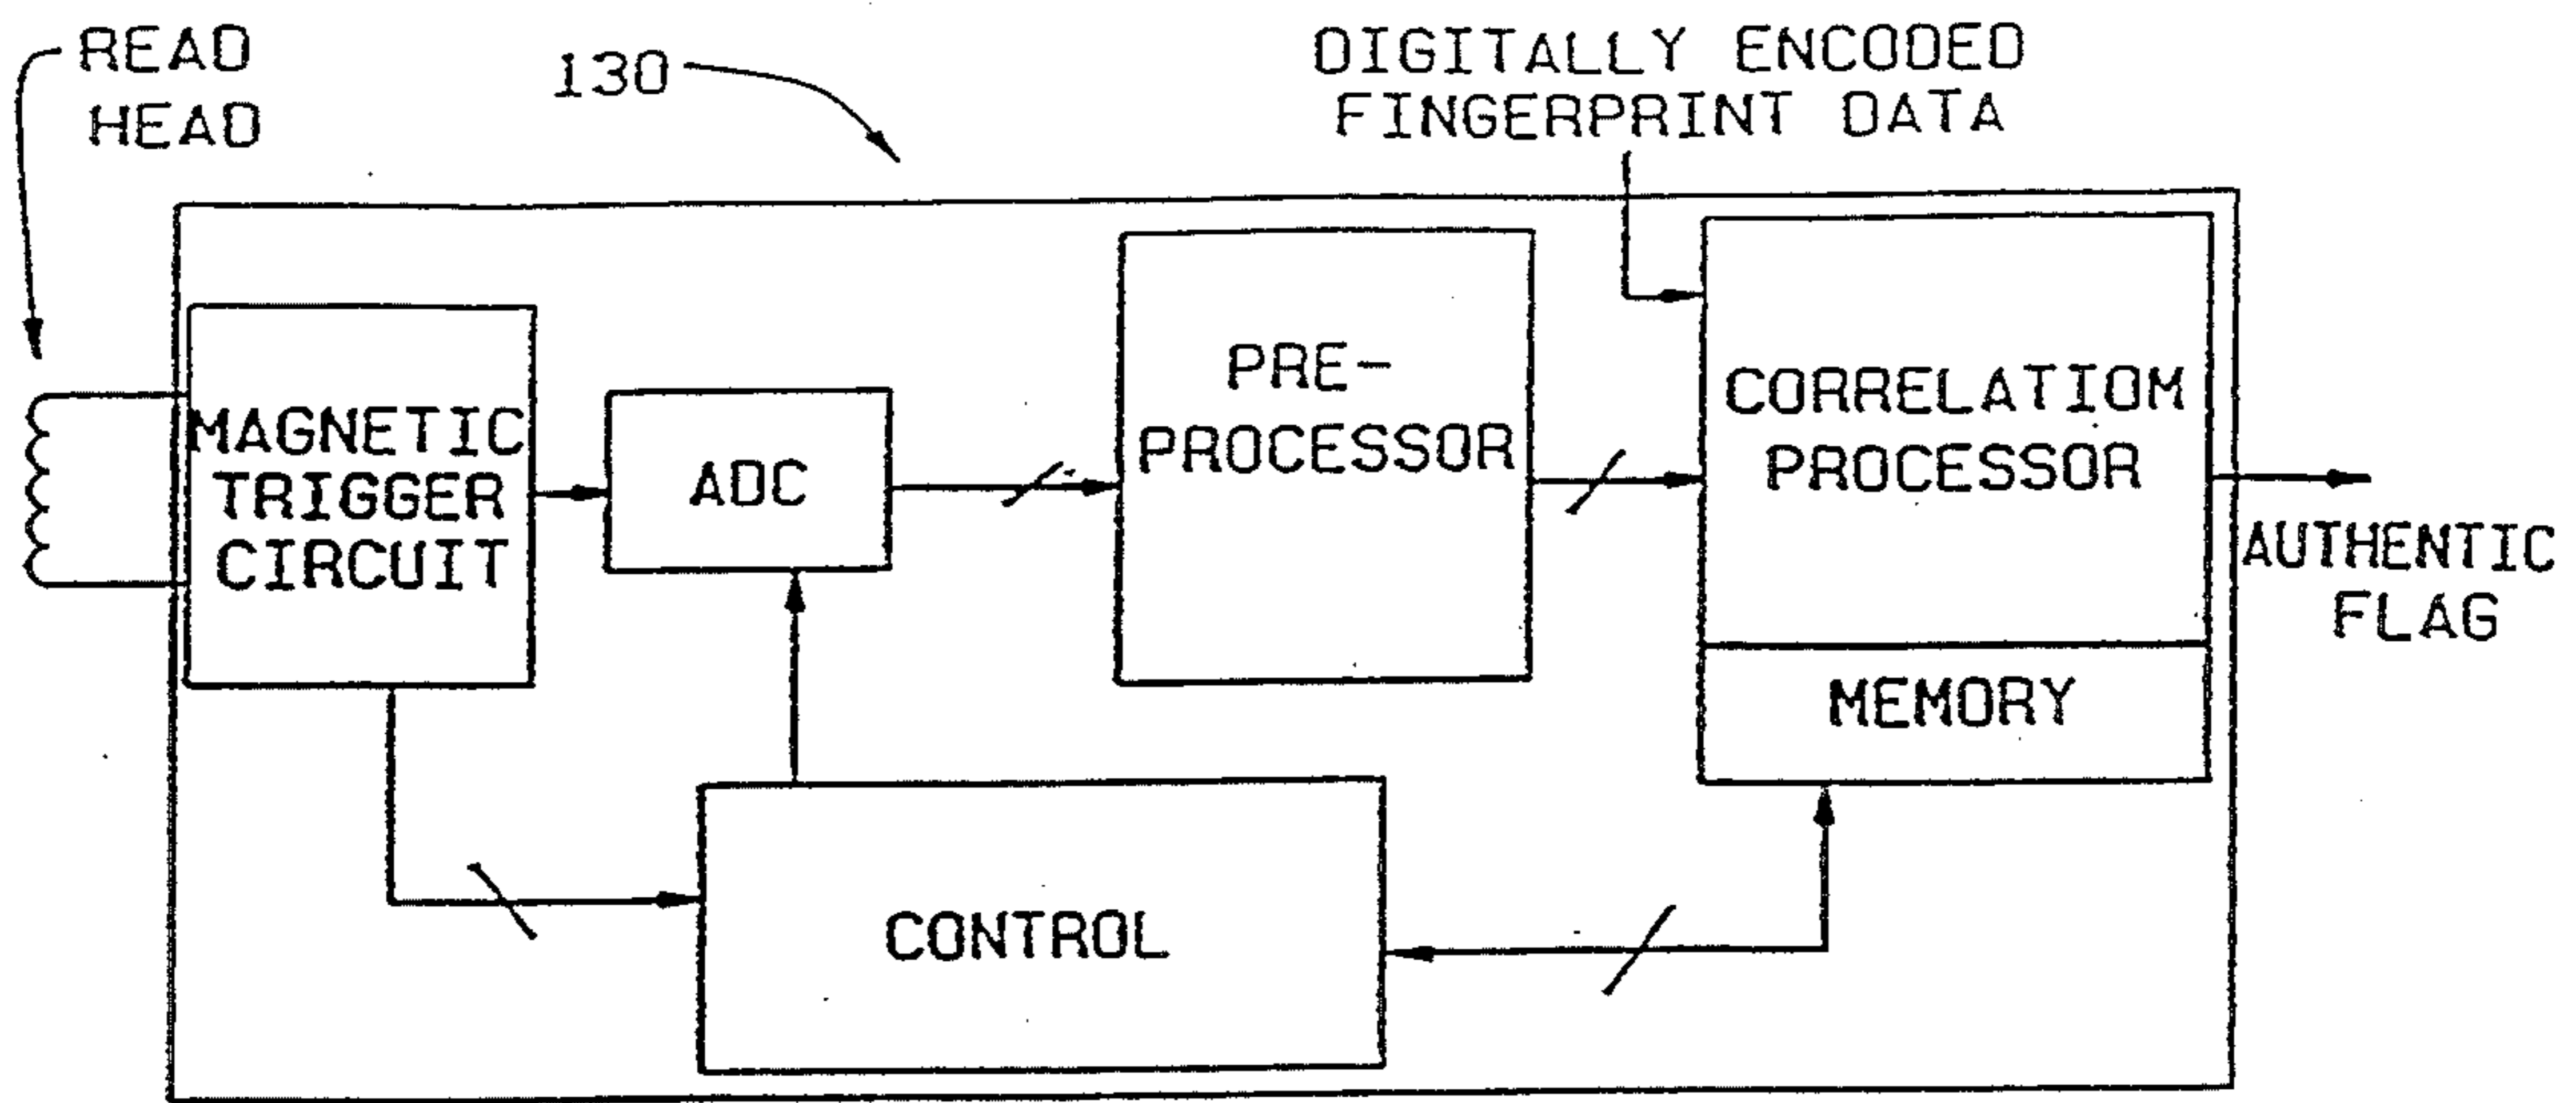 READ
HEAD
130
DIGITALLY ENCODED
FINGERPRINT DATA
MAGNETIC
TRIGGER
CIRCUIT
ADC
PRE-
PROCESSOR
CORRELATIOM
PROCESSOR
MEMORY
AUTHENTIC
FLAG
CONTROL